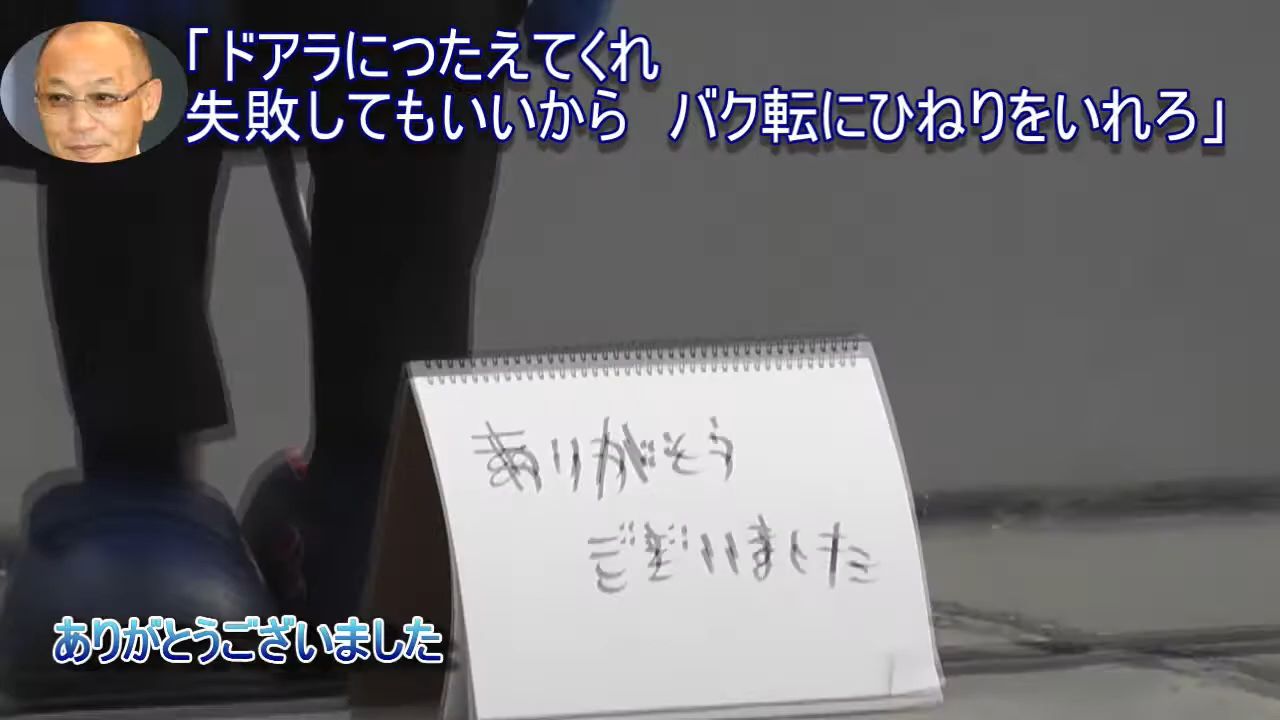 「ドアラにつたえてくれ
失敗してもいいから　バク転にひねりをいれろ」
ありがとう
ございました
ありがとうございました